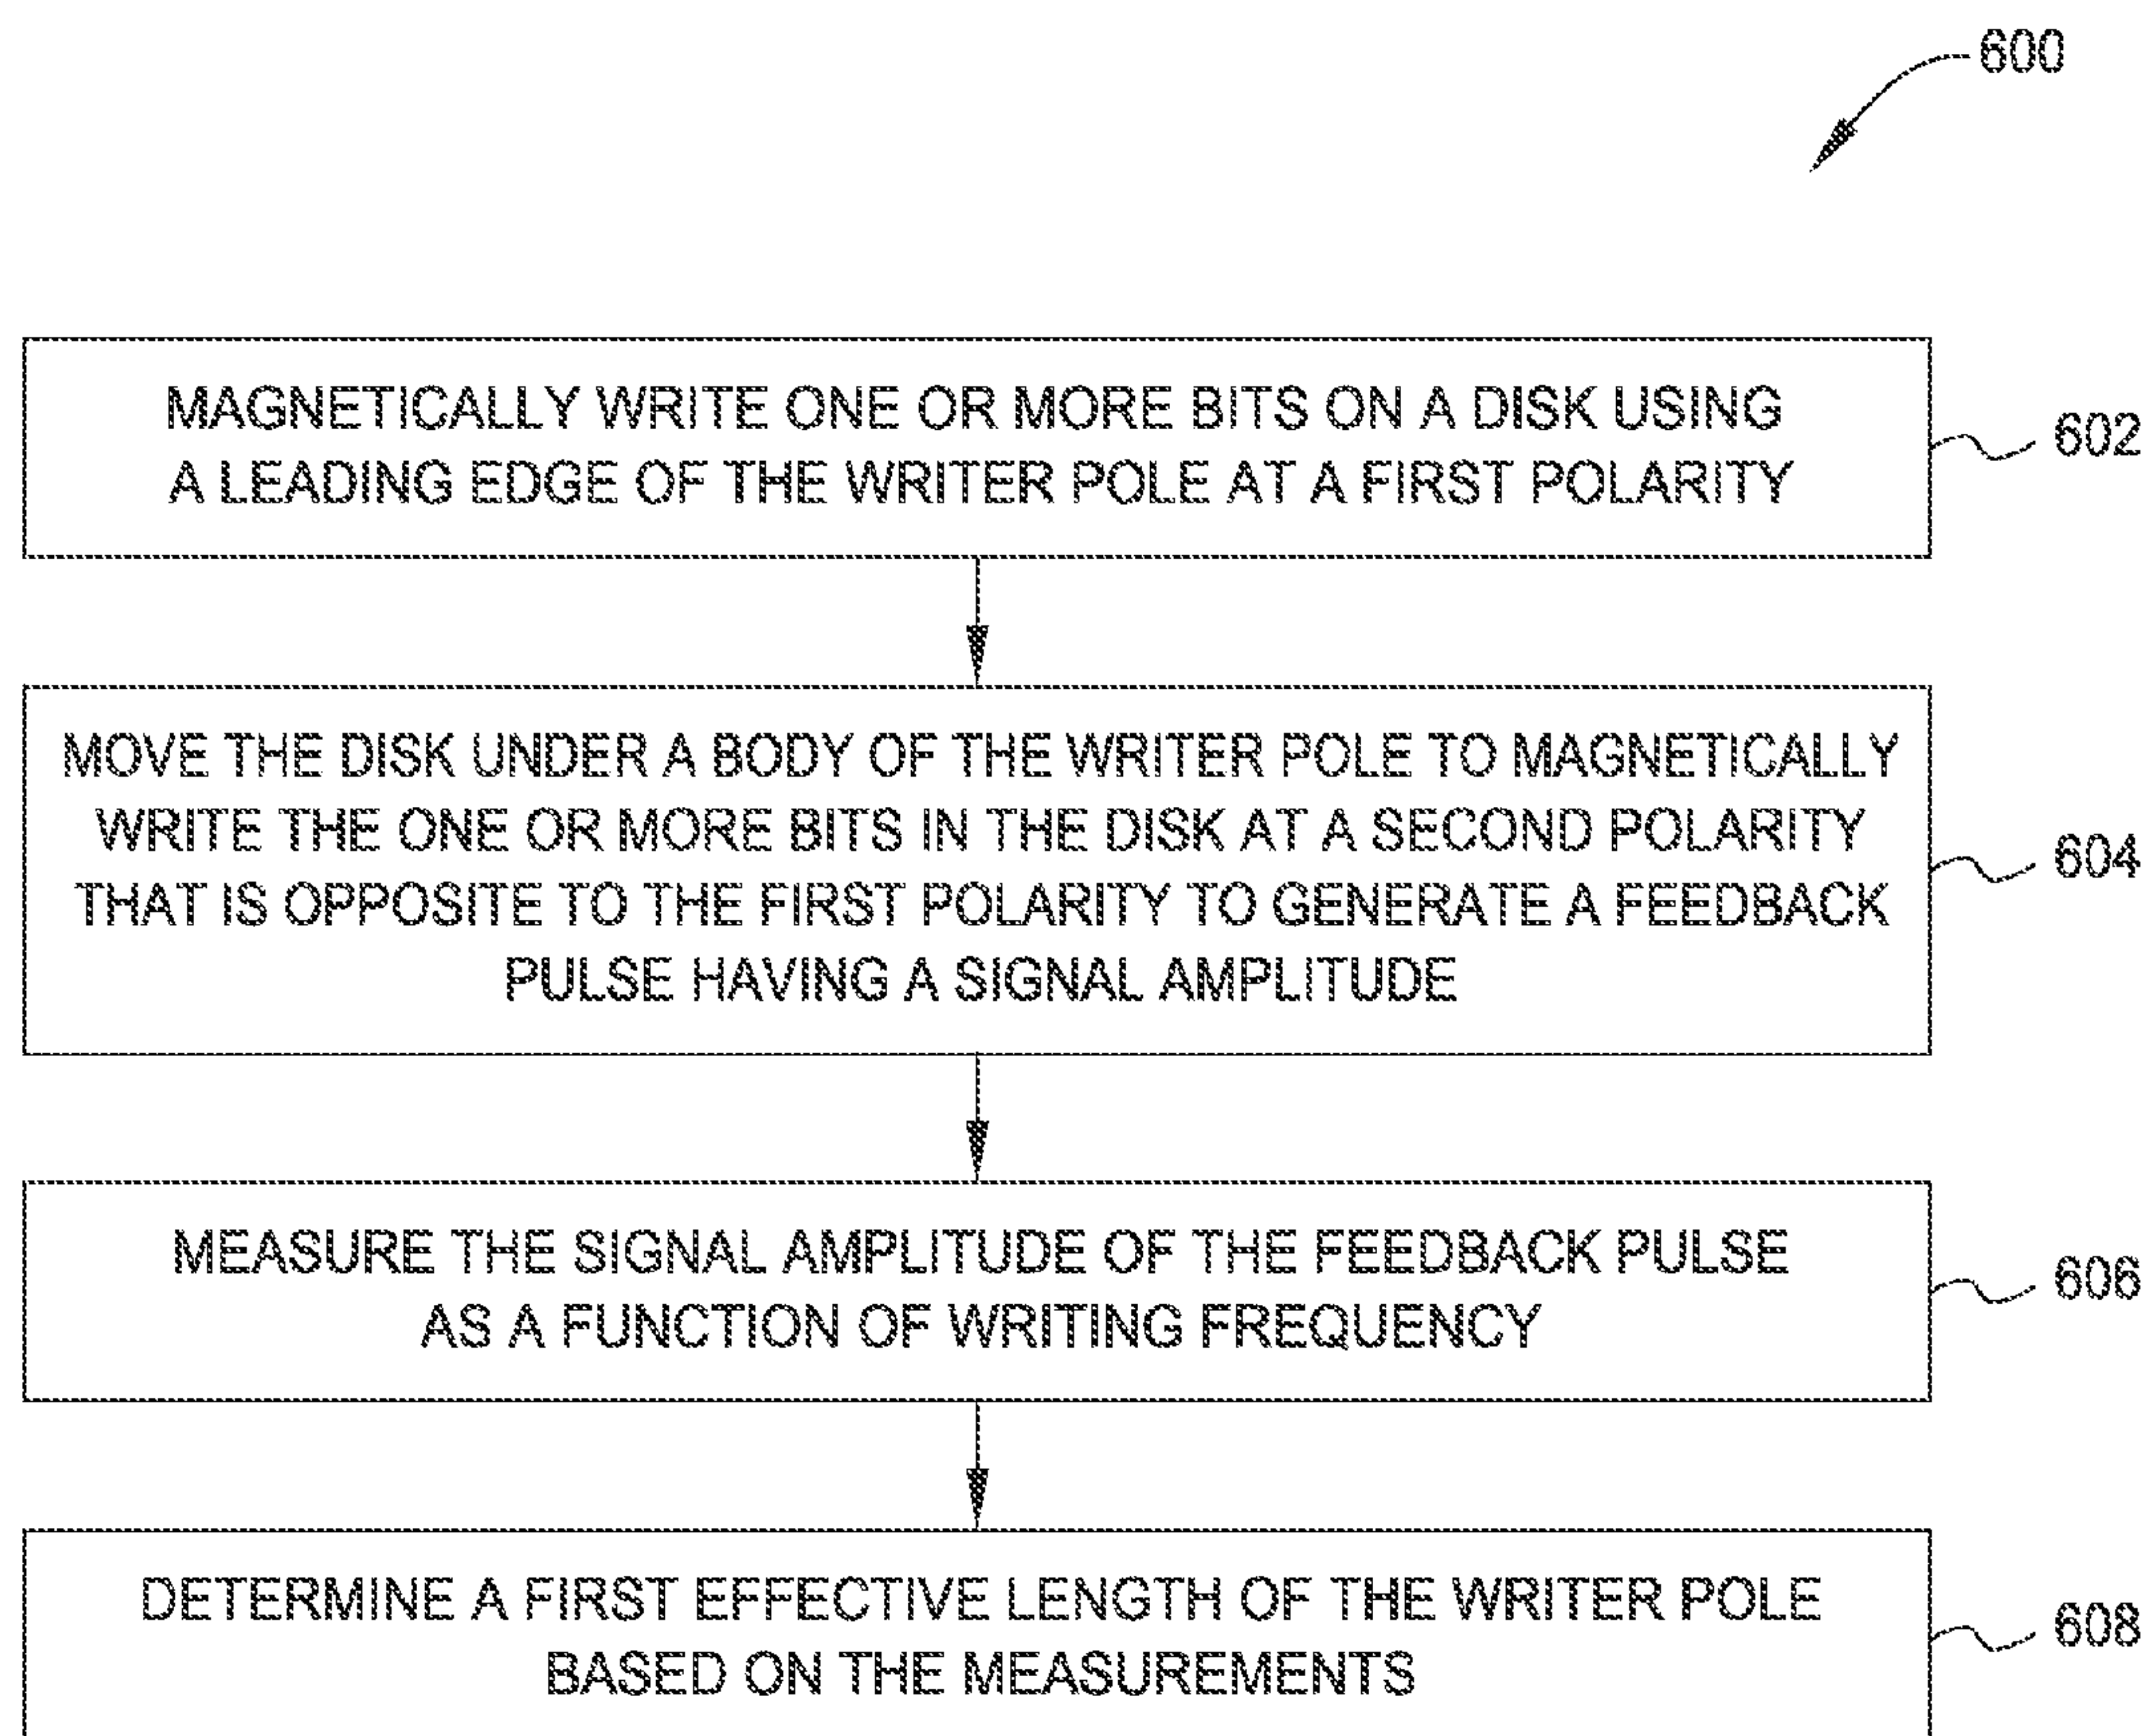 600
MAGNETICALLY WRITE ONE OR MORE BITS ON A DISK USING
A LEADING EDGE OF THE WRITER POLE AT A FIRST POLARITY
602
MOVE THE DISK UNDER A BODY OF THE WRITER POLE TO MAGNETICALLY
WRITE THE ONE OR MORE BITS IN THE DISK AT A SECOND POLARITY
THAT IS OPPOSITE TO THE FIRST POLARITY TO GENERATE A FEEDBACK
PULSE HAVING A SIGNAL AMPLITUDE
604
MEASURE THE SIGNAL AMPLITUDE OF THE FEEDBACK PULSE
AS A FUNCTION OF WRITING FREQUENCY
606
DETERMINE A FIRST EFFECTIVE LENGTH OF THE WRITER POLE
BASED ON THE MEASUREMENTS
608